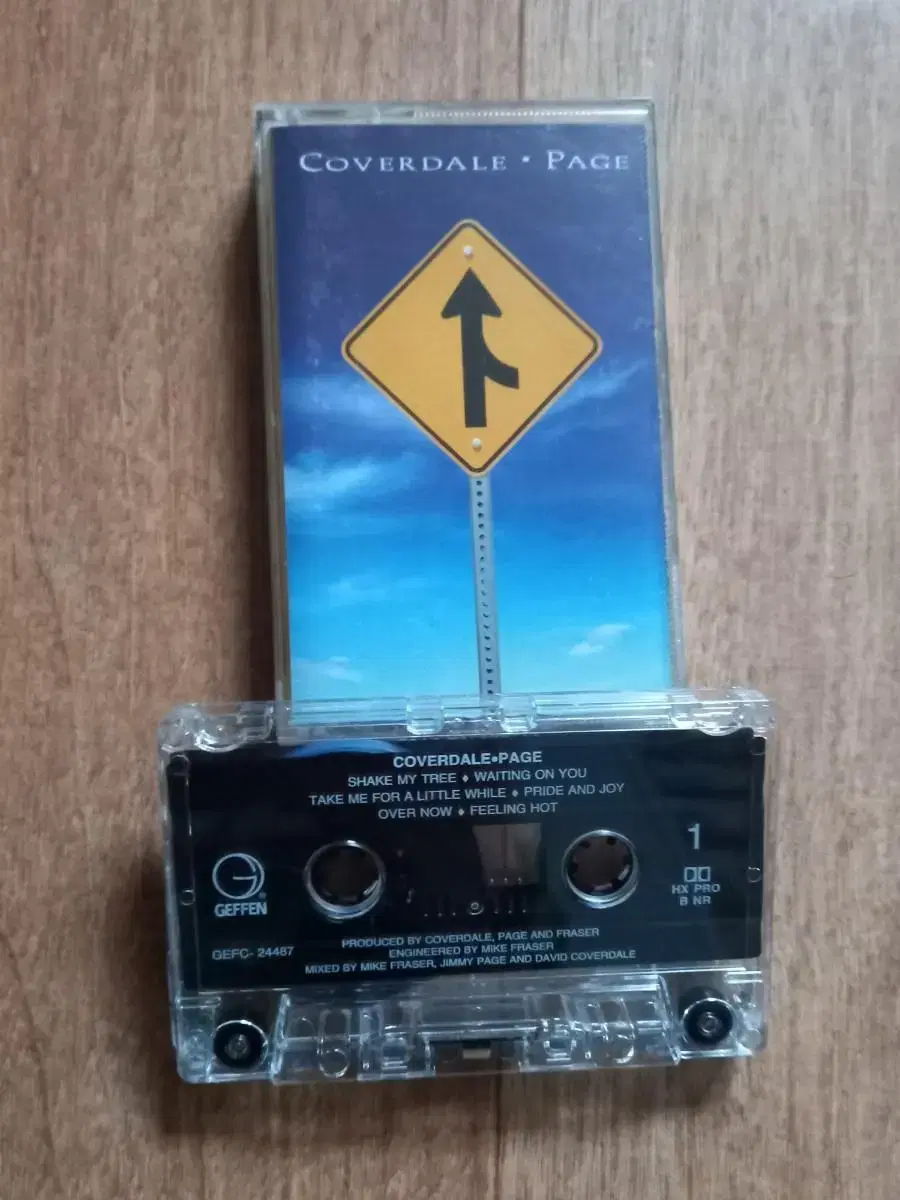 COVERDALE • PAGE
COVERDALE•PAGE
SHAKE MY TREE ♦ WAITING ON YOU
TAKE ME FOR A LITTLE WHILE ♦ PRIDE AND JOY
OVER NOW ♦ FEELING HOT
1
GEFFEN
HX PRO
B NR
GEFC- 24487
PRODUCED BY COVERDALE, PAGE AND FRASER
ENGINEERED BY MIKE FRASER
MIXED BY MIKE FRASER, JIMMY PAGE AND DAVID COVERDALE